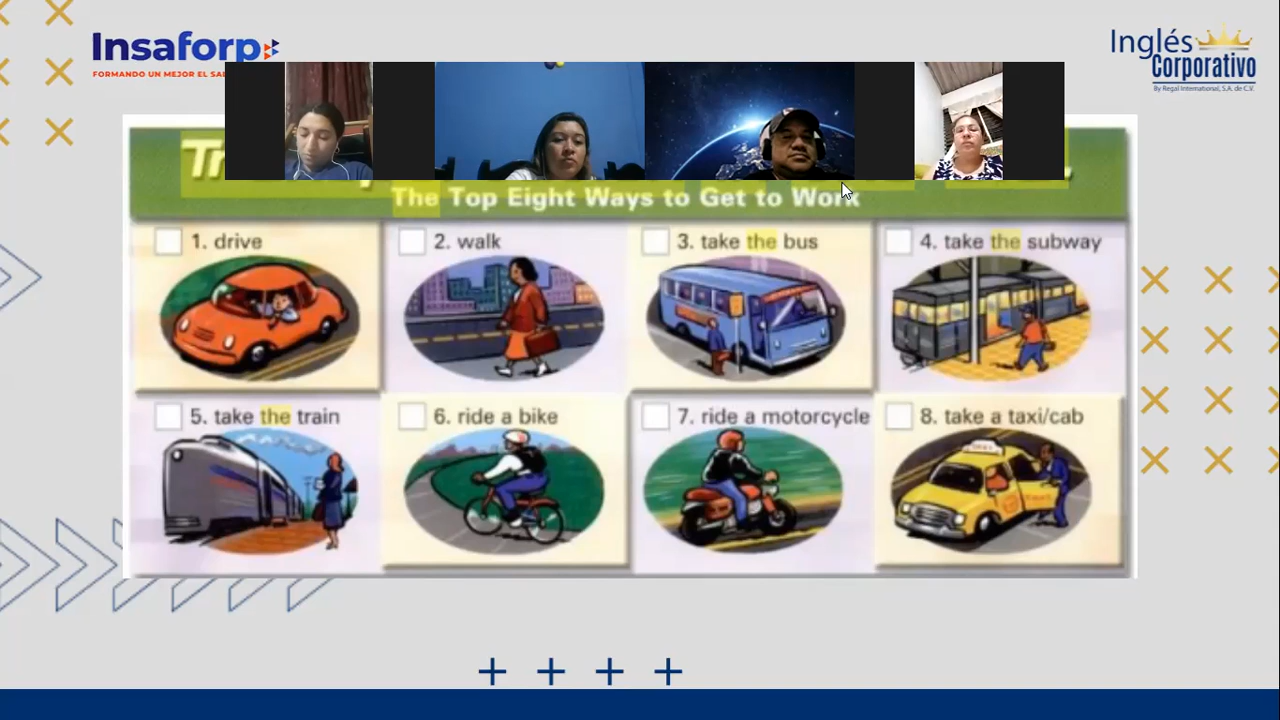 Insaforp
FORMANDO UN MEJOR EL
Inglés
Corporativo
By Regal International, S.A. de C.V.
The Top Eight Ways to Get to Work
1. drive
2. walk
3. take the bus
4. take the subway
5. take the train
6. ride a bike
7. ride a motorcycle
8. take a taxi/cab